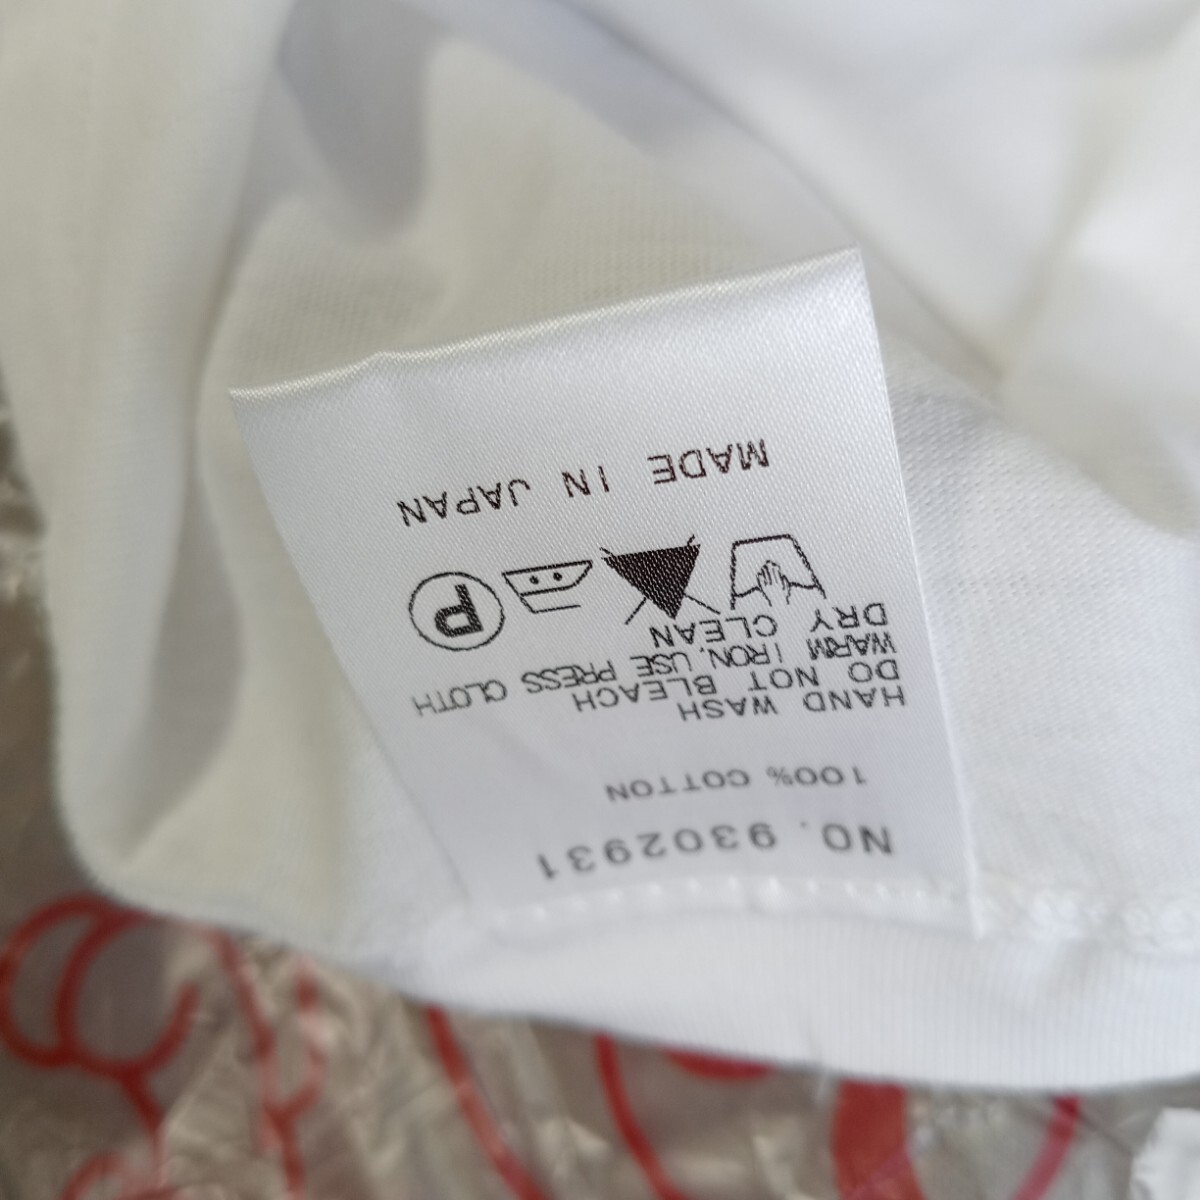 NO. 9302931
100% COTTON
HAND WASH
DO NOT BLEACH
WARM IRON, USE PRESS CLOTH
DRY CLEAN
P
MADE IN JAPAN